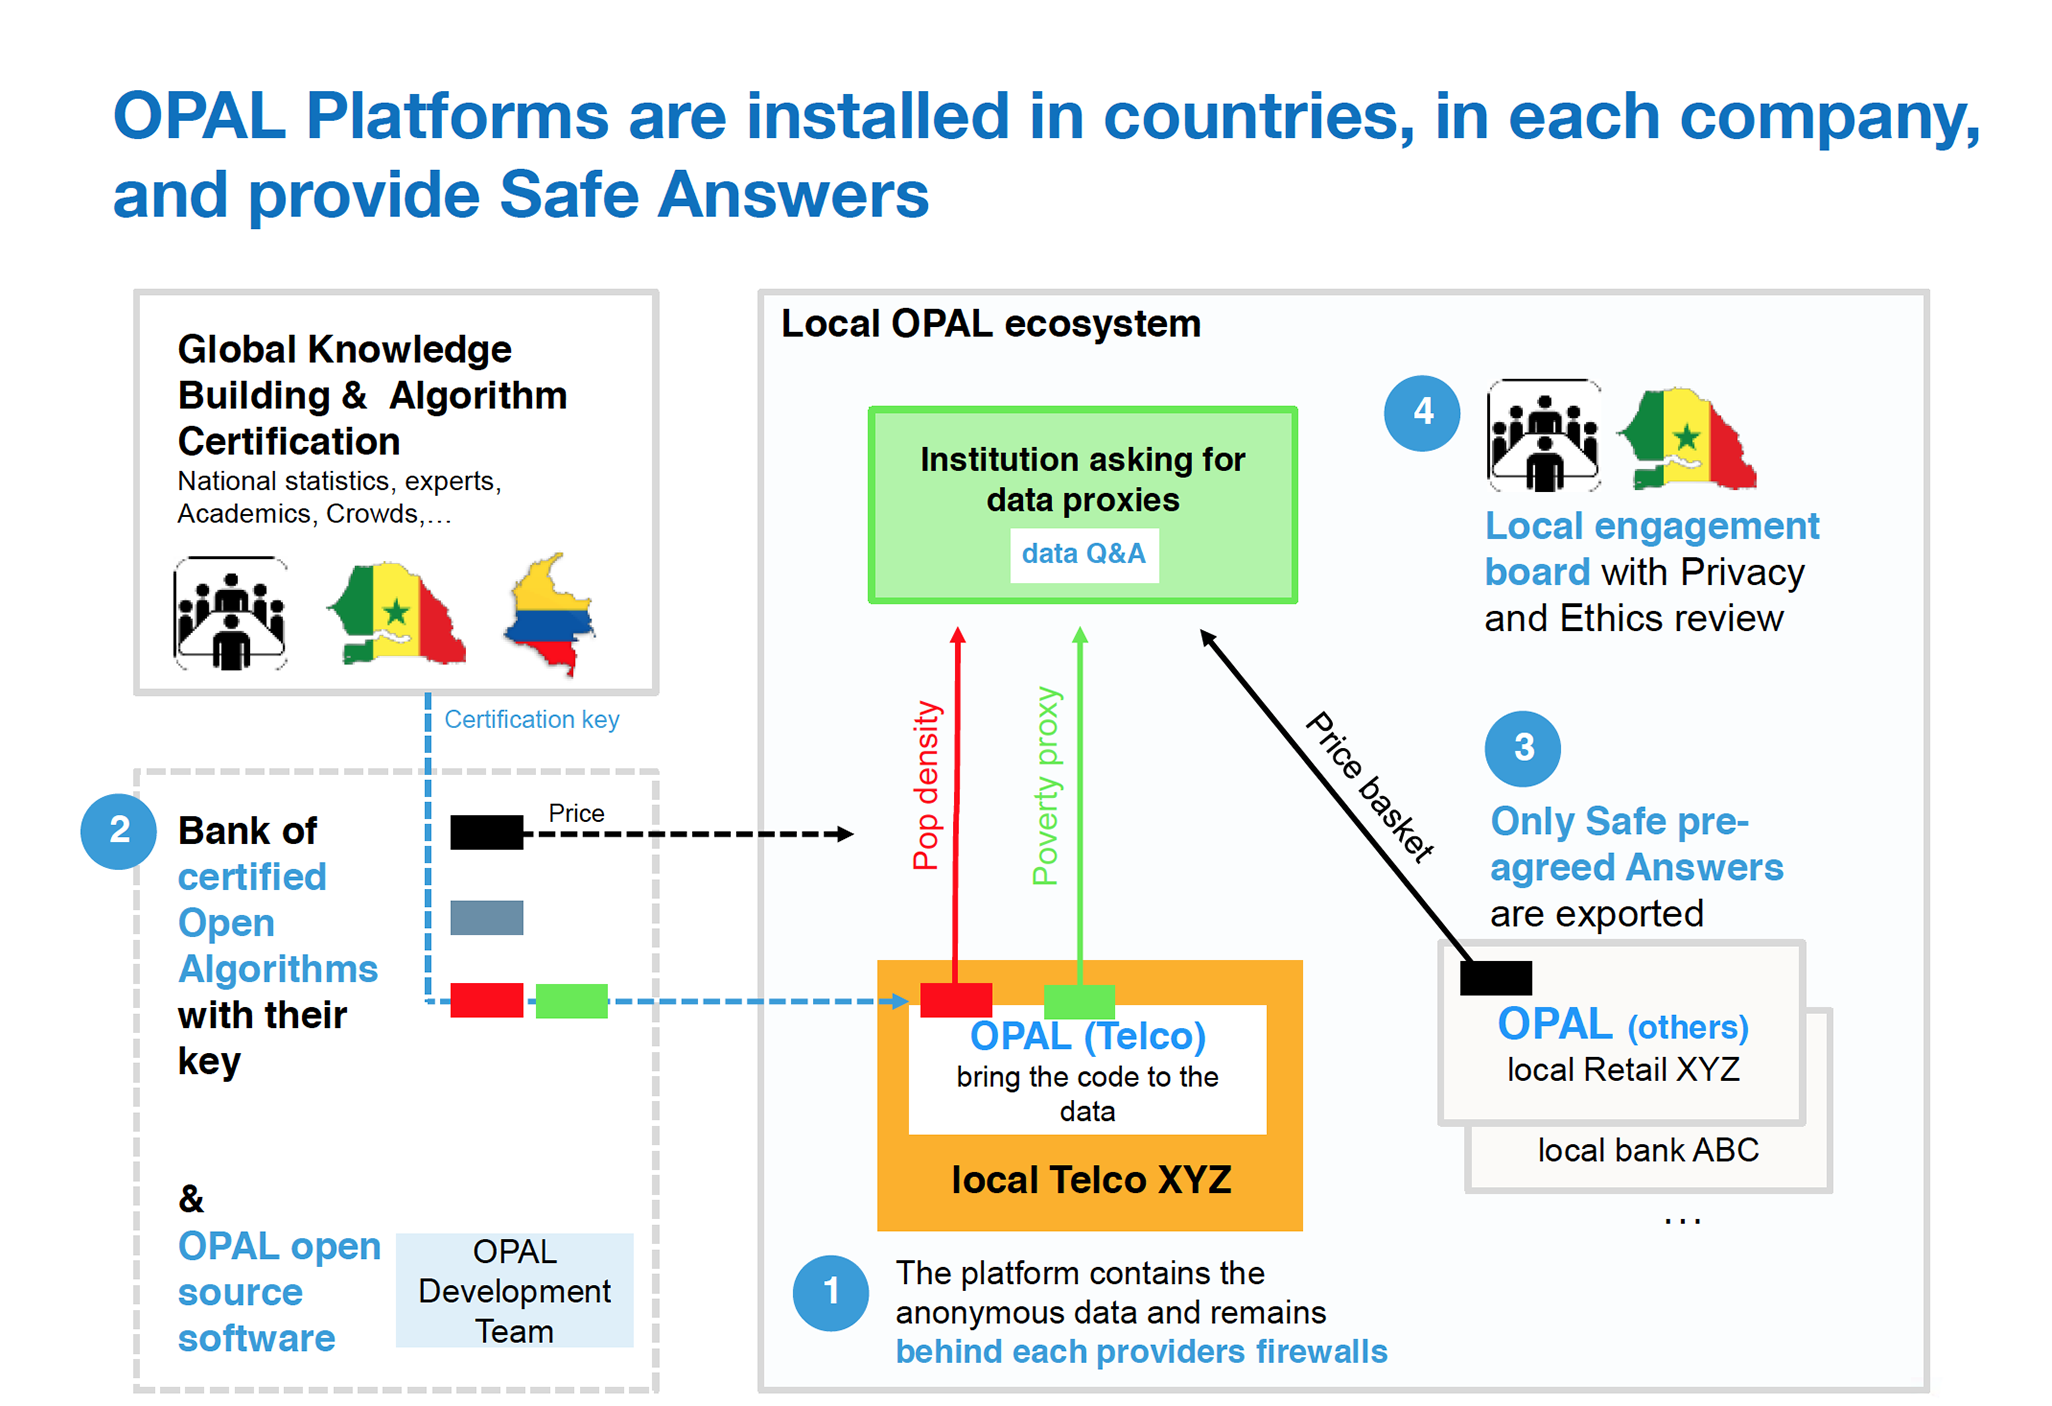 OPAL Platforms are installed in countries, in each company,
and provide Safe Answers
Global Knowledge
Building & Algorithm
Certification
National statistics, experts,
Academics, Crowds,...
Certification key
2
Bank of
certified
Open
Algorithms
with their
key
Price
&
OPAL open
source
software
OPAL
Development
Team
Local OPAL ecosystem
Institution asking for
data proxies
data Q&A
4
Local engagement
board with Privacy
and Ethics review
Pop density
Poverty proxy
Price basket
3
Only Safe pre-
agreed Answers
are exported
OPAL (Telco)
bring the code to the
data
local Telco XYZ
OPAL (others)
local Retail XYZ
local bank ABC
...
1
The platform contains the
anonymous data and remains
behind each providers firewalls